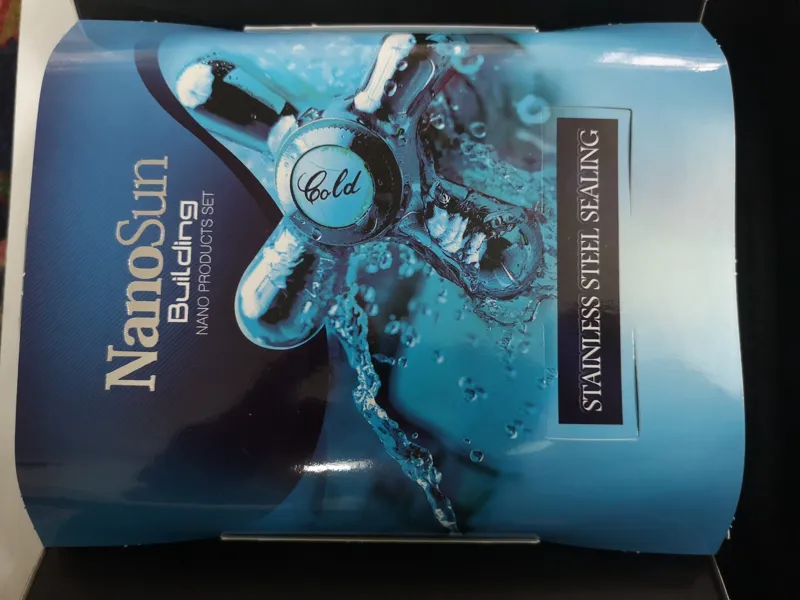 NanoSun
Building
NANO PRODUCTS SET
Cold
STAINLESS STEEL SEALING